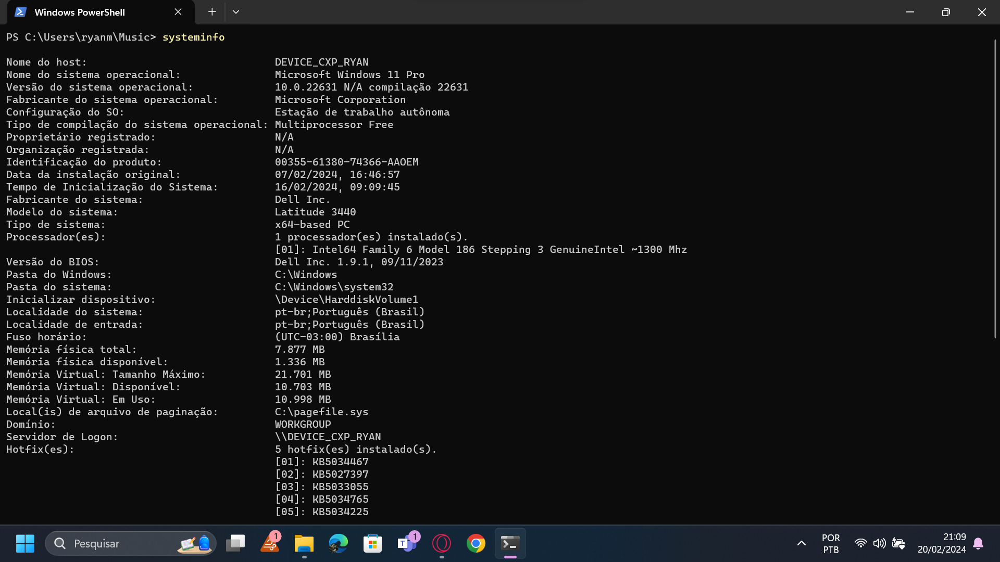 Windows PowerShell
PS C:\Users\ryanm\Music> systeminfo
Nome do host: DEVICE_CXP_RYAN
Nome do sistema operacional: Microsoft Windows 11 Pro
Versão do sistema operacional: 10.0.22631 N/A compilação 22631
Fabricante do sistema operacional: Microsoft Corporation
Configuração do SO: Estação de trabalho autônoma
Tipo de compilação do sistema operacional: Multiprocessor Free
Proprietário registrado: N/A
Organização registrada: N/A
Identificação do produto: 00355-61380-74366-AAOEM
Data da instalação original: 07/02/2024, 16:46:57
Tempo de Inicialização do Sistema: 16/02/2024, 09:09:45
Fabricante do sistema: Dell Inc.
Modelo do sistema: Latitude 3440
Tipo de sistema: x64-based PC
Processador(es): 1 processador(es) instalado(s).
[01]: Intel64 Family 6 Model 186 Stepping 3 GenuineIntel ~1300 Mhz
Versão do BIOS: Dell Inc. 1.9.1, 09/11/2023
Pasta do Windows: C:\Windows
Pasta do sistema: C:\Windows\system32
Inicializar dispositivo: \Device\HarddiskVolume1
Localidade do sistema: pt-br;Português (Brasil)
Localidade de entrada: pt-br;Português (Brasil)
Fuso horário: (UTC-03:00) Brasília
Memória física total: 7.877 MB
Memória física disponível: 1.336 MB
Memória Virtual: Tamanho Máximo: 21.701 MB
Memória Virtual: Disponível: 10.703 MB
Memória Virtual: Em Uso: 10.998 MB
Local(is) de arquivo de paginação: C:\pagefile.sys
Domínio: WORKGROUP
Servidor de Logon: \\DEVICE_CXP_RYAN
Hotfix(es): 5 hotfix(es) instalado(s).
[01]: KB5034467
[02]: KB5027397
[03]: KB5033055
[04]: KB5034765
[05]: KB5034225
Pesquisar
1
T
1
POR
PTB
21:09
20/02/2024